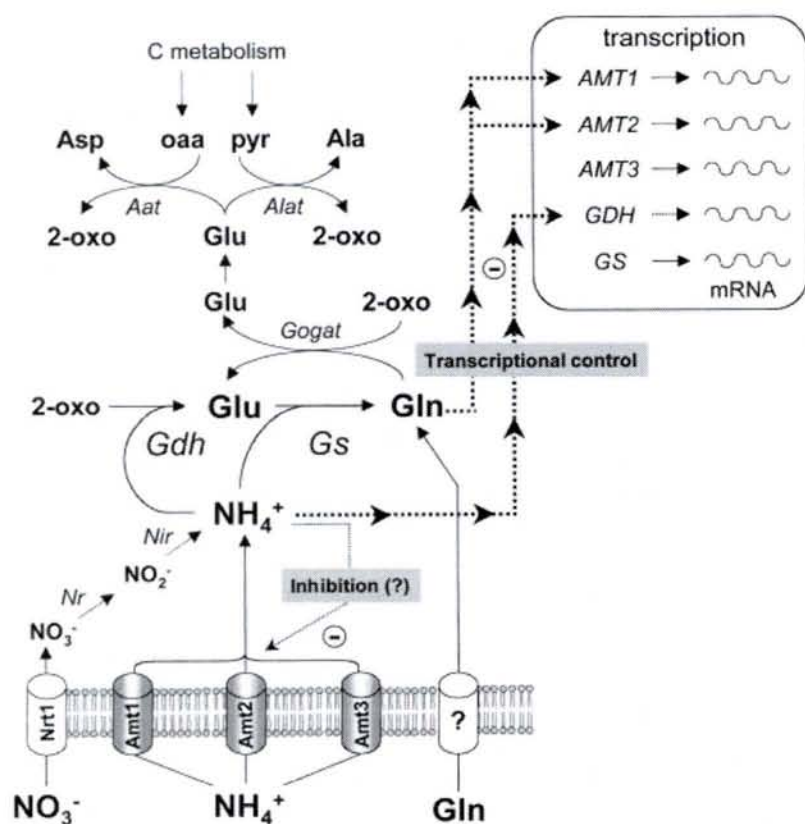 C metabolism
transcription
AMT1
AMT2
AMT3
GDH
GS
mRNA
Asp oaa pyr Ala
Aat Alat
2-oxo Glu 2-oxo
Glu 2-oxo
Gogat
Transcriptional control
2-oxo Glu Gln
Gdh Gs
NH₄⁺
Nir
NO₂⁻
Inhibition (?)
Nr
NO₃⁻
Nrt1 Amt1 Amt2 Amt3 ?
NO₃⁻ NH₄⁺ Gln